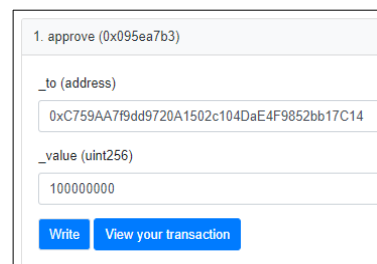 1. approve (0x095ea7b3)
_to (address)
0xC759AA7f9dd9720A1502c104DaE4F9852bb17C14
_value (uint256)
100000000
Write View your transaction